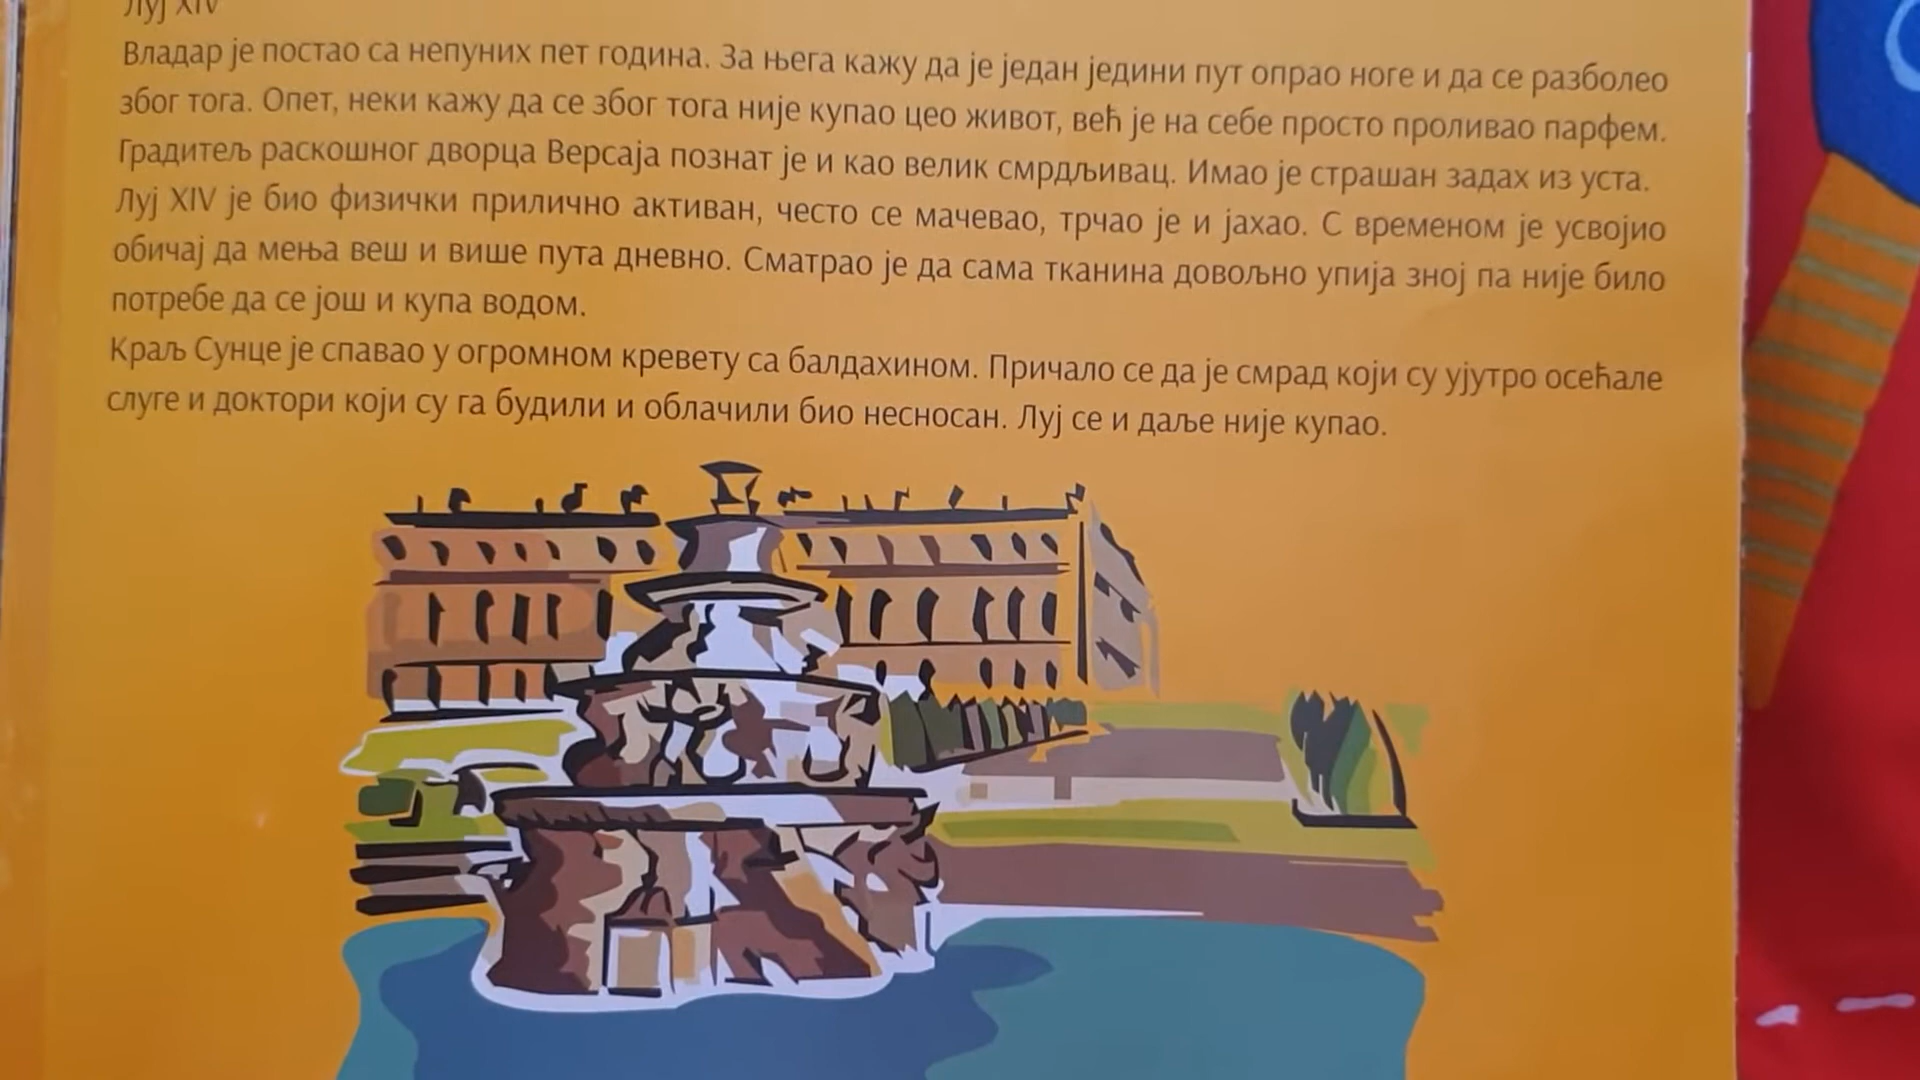 Луј XIV
Владар је постао са непуних пет година. За њега кажу да је један једини пут опрао ноге и да се разболео
због тога. Опет, неки кажу да се због тога није купао цео живот, већ је на себе просто проливао парфем.
Градитељ раскошног дворца Версаја познат је и као велик смрдљивац. Имао је страшан задах из уста.
Луј XIV је био физички прилично активан, често се мачевао, трчао је и јахао. С временом је усвојио
обичај да мења веш и више пута дневно. Сматрао је да сама тканина довољно упија зној па није било
потребе да се још и купа водом.
Краљ Сунце је спавао у огромном кревету са балдахином. Причало се да је смрад који су ујутро осећале
слуге и доктори који су га будили и облачили био несносан. Луј се и даље није купао.